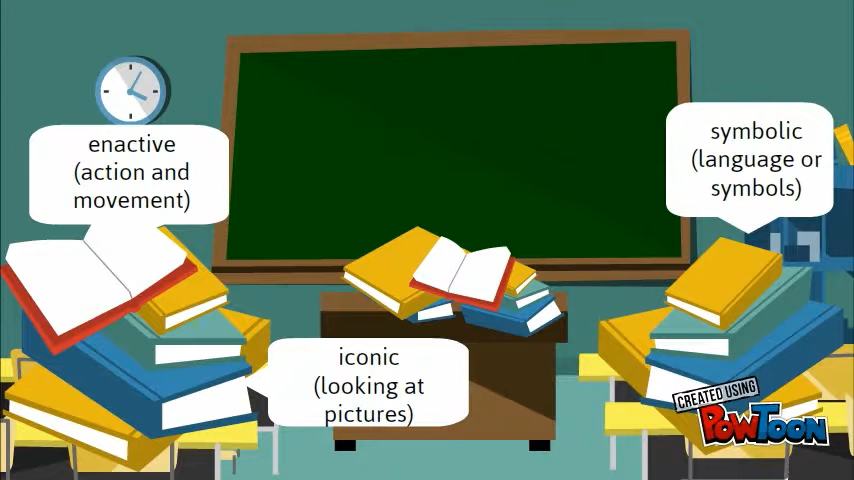 enactive
(action and
movement)
symbolic
(language or
symbols)
iconic
(looking at
pictures)
CREATED USING
POWTOON